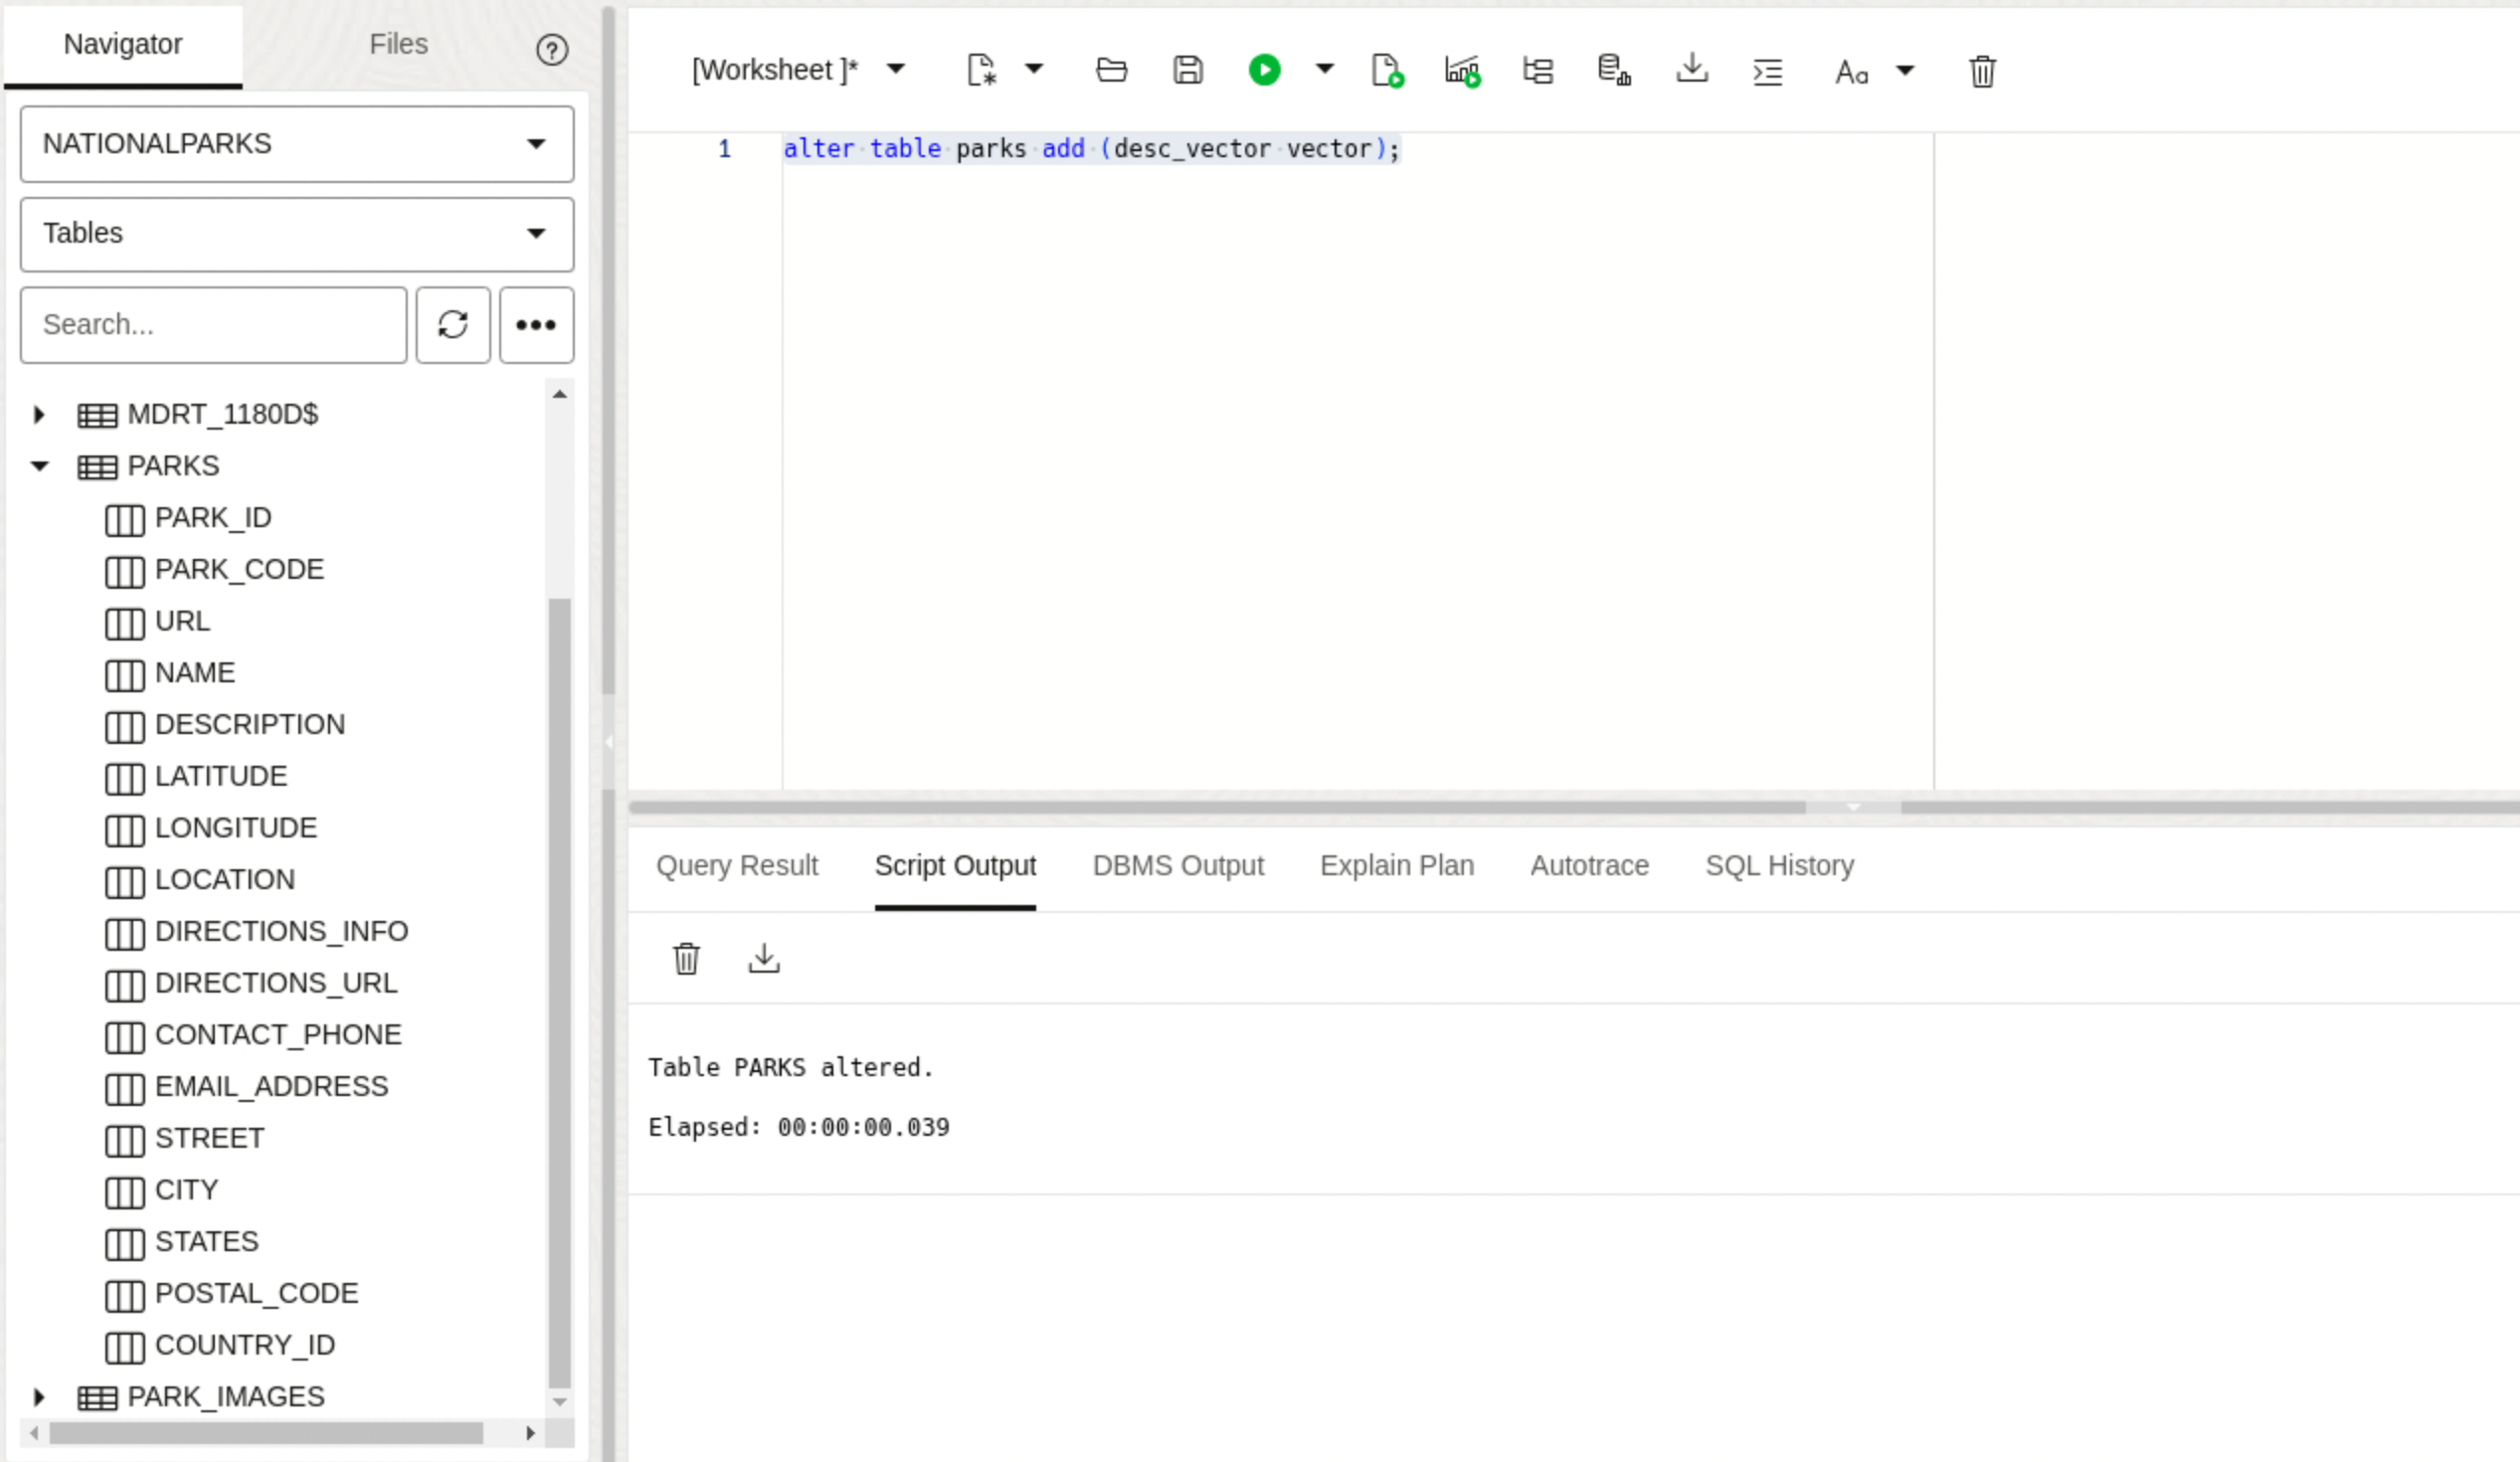 Navigator
Files
NATIONALPARKS
Tables
Search...
MDRT_1180D$
PARKS
PARK_ID
PARK_CODE
URL
NAME
DESCRIPTION
LATITUDE
LONGITUDE
LOCATION
DIRECTIONS_INFO
DIRECTIONS_URL
CONTACT_PHONE
EMAIL_ADDRESS
STREET
CITY
STATES
POSTAL_CODE
COUNTRY_ID
PARK_IMAGES
[Worksheet ]*
Aa
1 alter table parks add (desc_vector vector);
Query Result Script Output DBMS Output Explain Plan Autotrace SQL History
Table PARKS altered.
Elapsed: 00:00:00.039